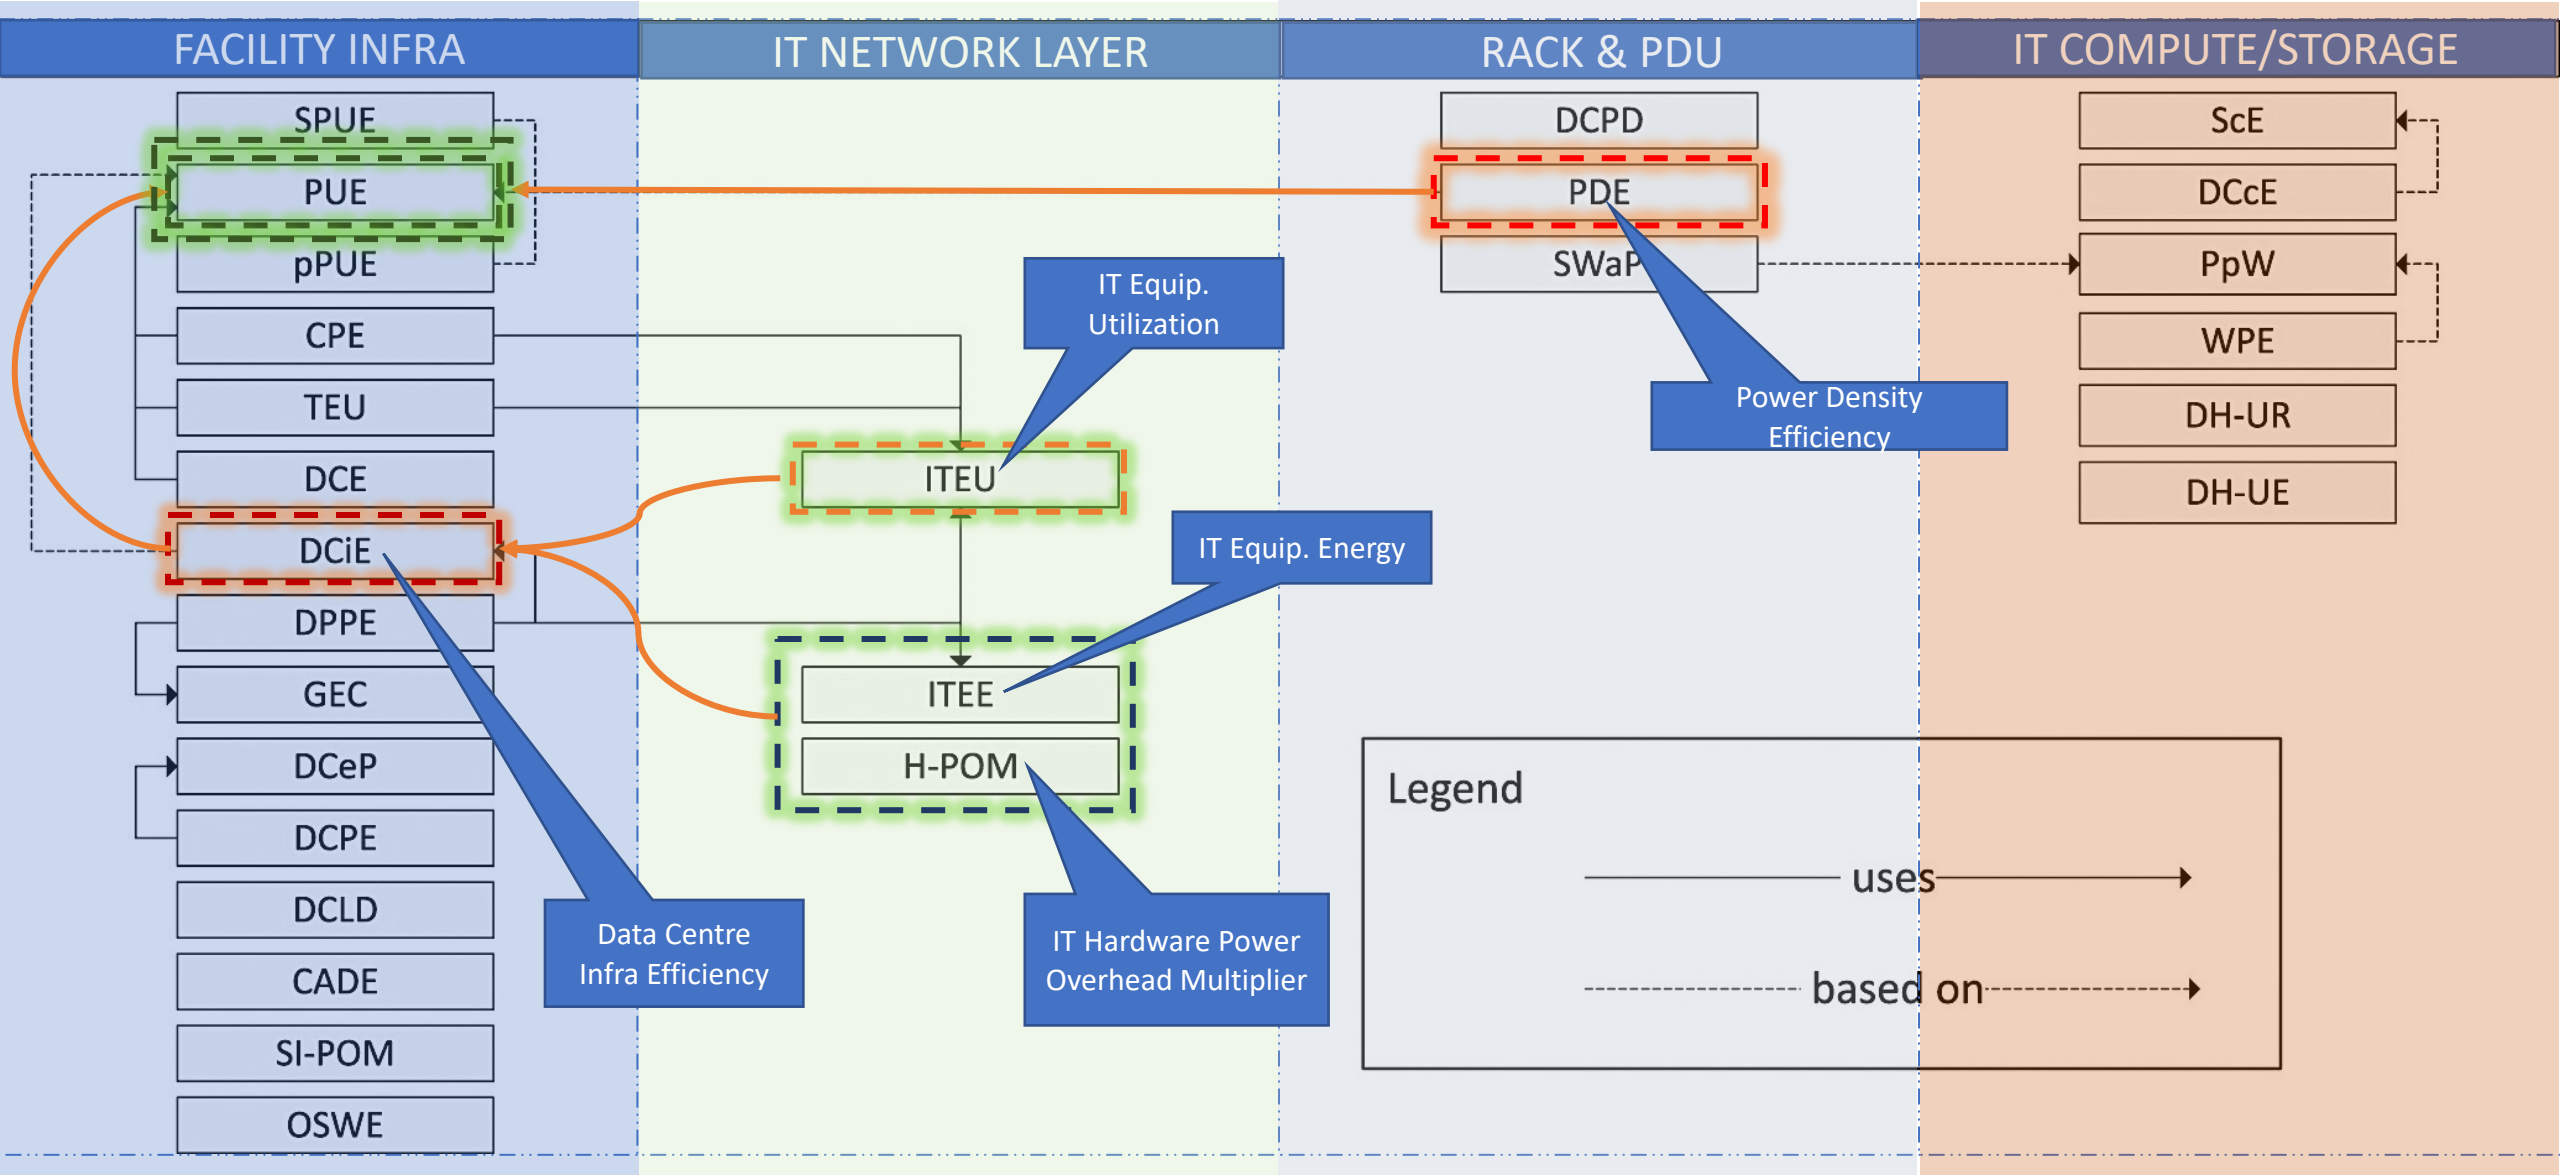 FACILITY INFRA
IT NETWORK LAYER
RACK & PDU
IT COMPUTE/STORAGE
SPUE
PUE
pPUE
CPE
TEU
DCE
DCiE
DPPE
GEC
DCeP
DCPE
DCLD
CADE
SI-POM
OSWE
Data Centre
Infra Efficiency
IT Equip.
Utilization
ITEU
IT Equip. Energy
ITEE
H-POM
IT Hardware Power
Overhead Multiplier
DCPD
PDE
SWaP
Power Density
Efficiency
ScE
DCcE
PpW
WPE
DH-UR
DH-UE
Legend
uses
based on